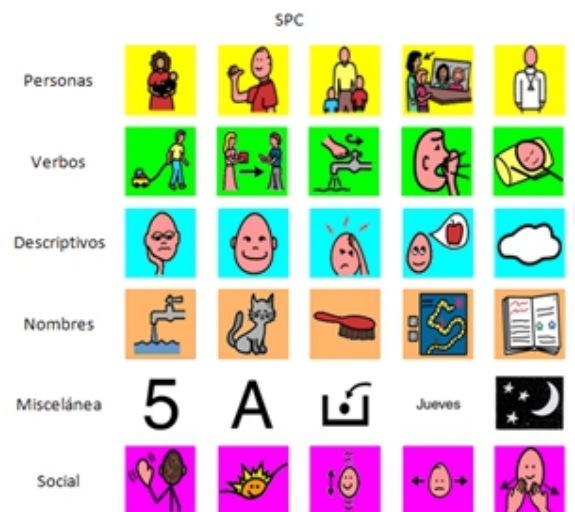 SPC
Personas
Verbos
Descriptivos
Nombres
Miscelánea
5
A
Jueves
Social